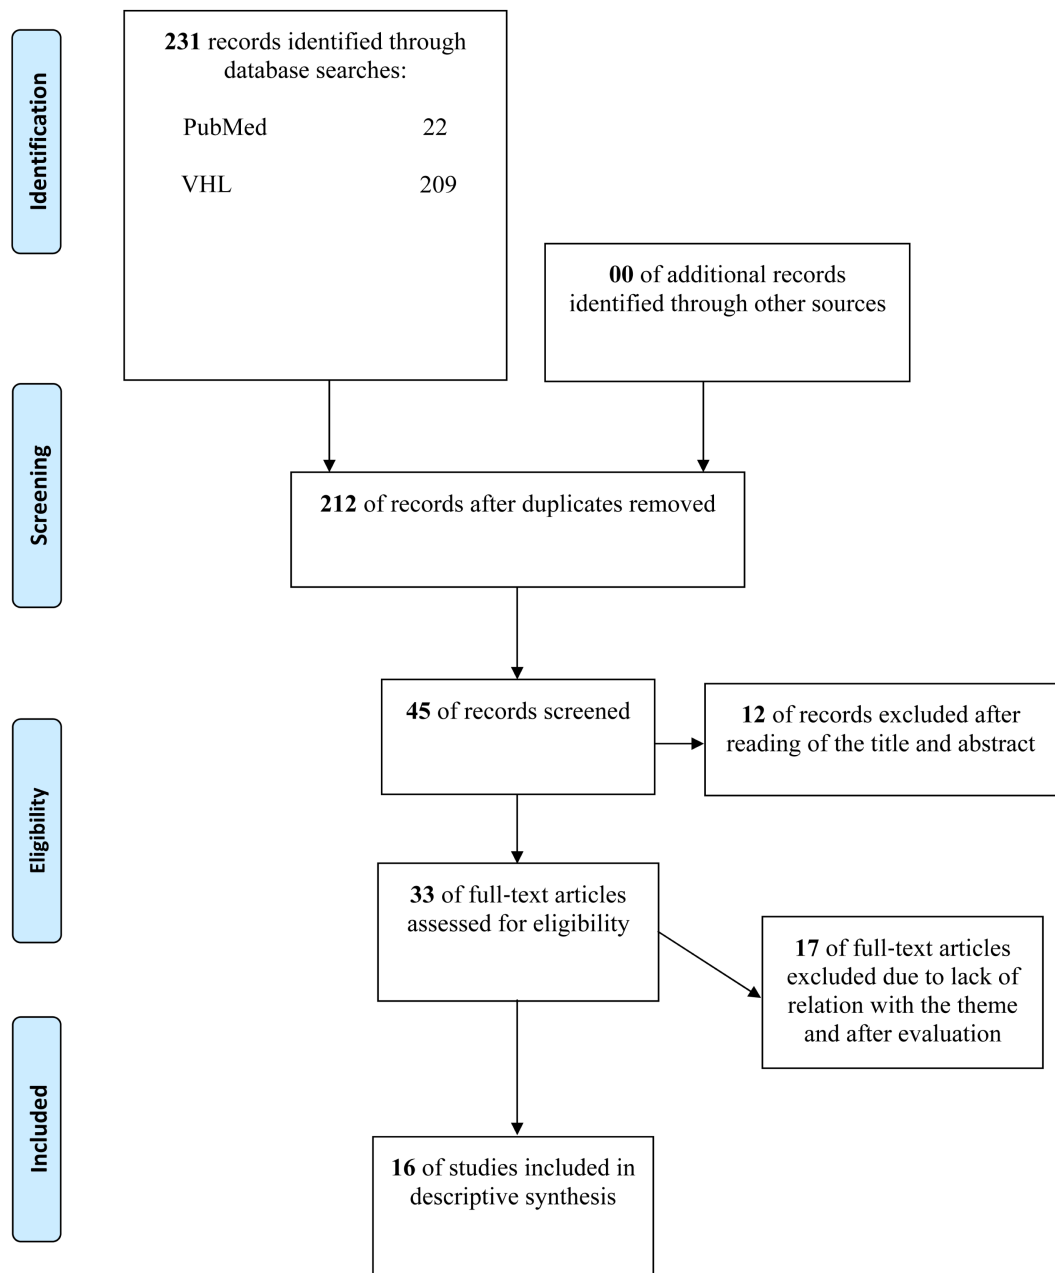 Identification
231 records identified through
database searches:
PubMed 22
VHL 209
00 of additional records
identified through other sources
Screening
212 of records after duplicates removed
45 of records screened
12 of records excluded after
reading of the title and abstract
Eligibility
33 of full-text articles
assessed for eligibility
17 of full-text articles
excluded due to lack of
relation with the theme
and after evaluation
Included
16 of studies included in
descriptive synthesis